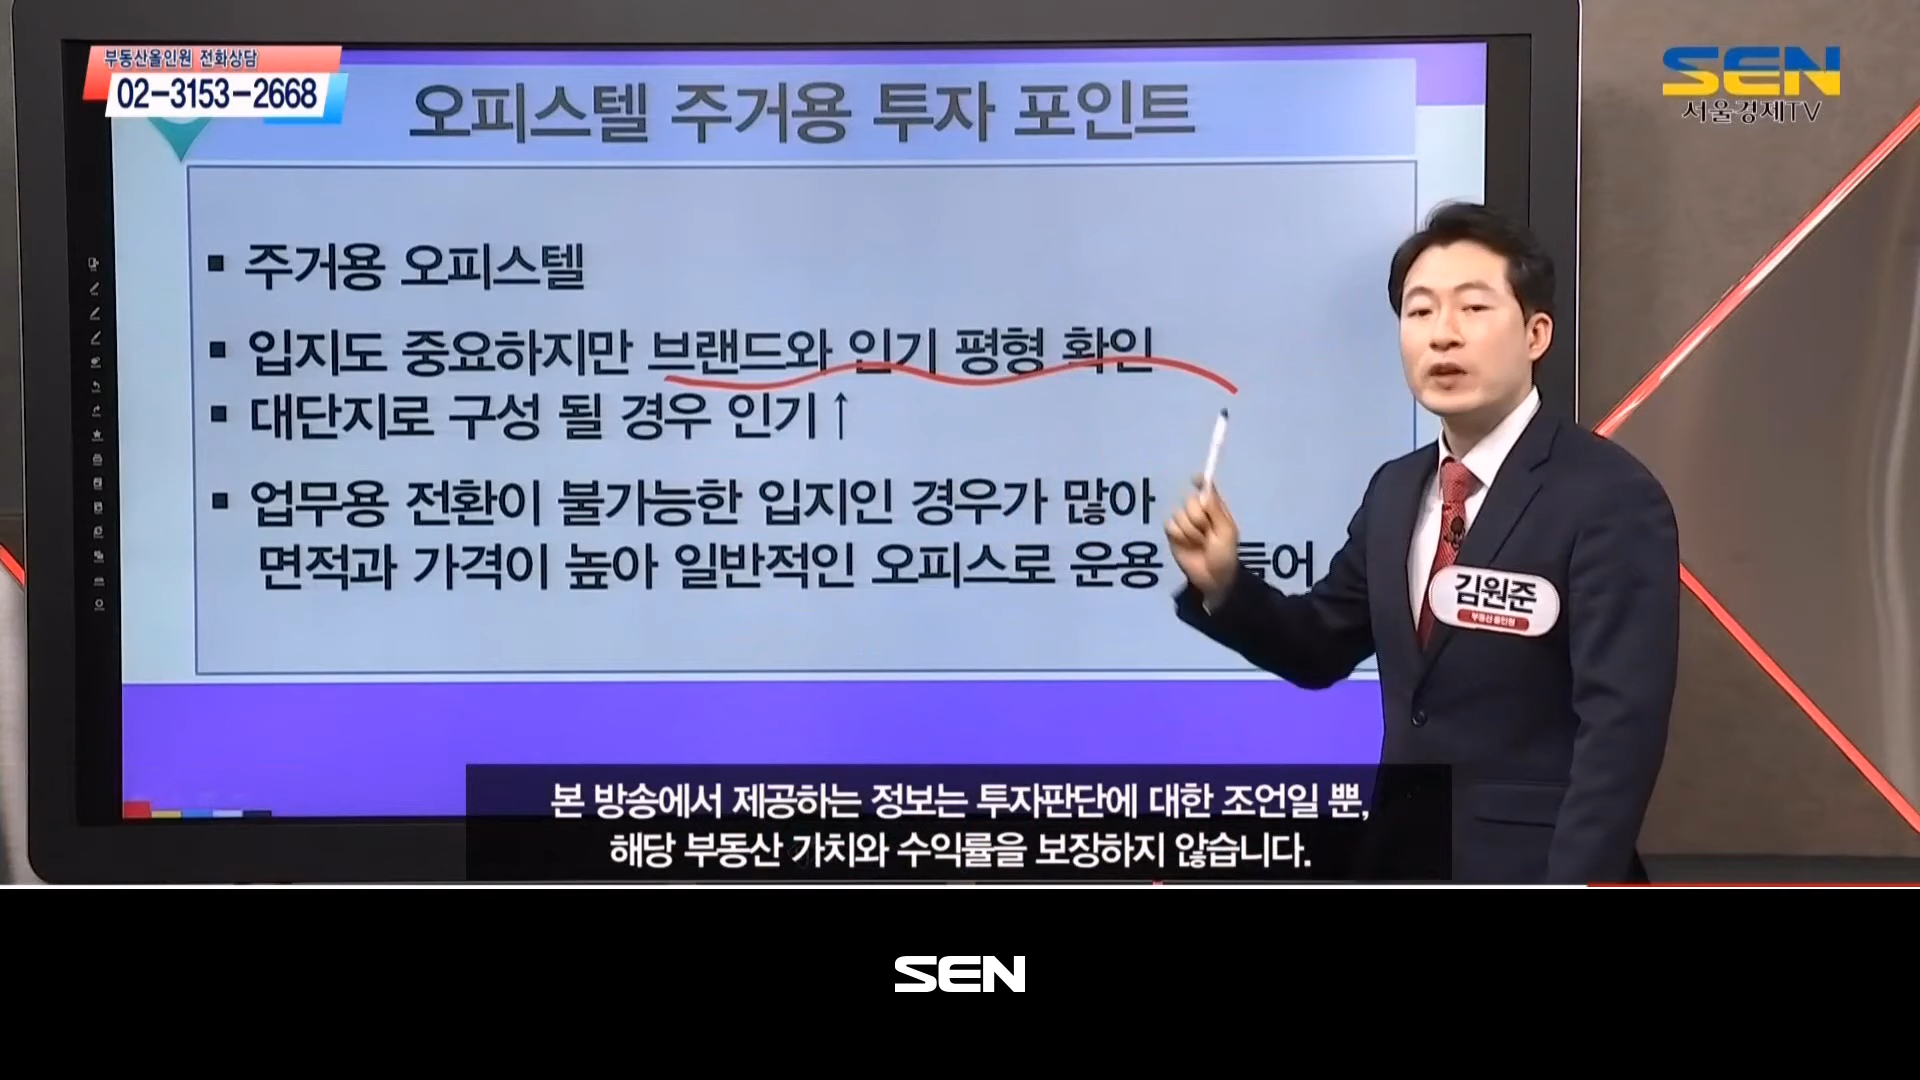 부동산올인원 전화상담
02-3153-2668
SEN
서울경제TV
오피스텔 주거용 투자 포인트
▪ 주거용 오피스텔
▪ 입지도 중요하지만 브랜드와 인기 평형 확인
▪ 대단지로 구성 될 경우 인기↑
▪ 업무용 전환이 불가능한 입지인 경우가 많아
면적과 가격이 높아 일반적인 오피스로 운용
김원준
부동산 올인원
본 방송에서 제공하는 정보는 투자판단에 대한 조언일 뿐,
해당 부동산 가치와 수익률을 보장하지 않습니다.
SEN